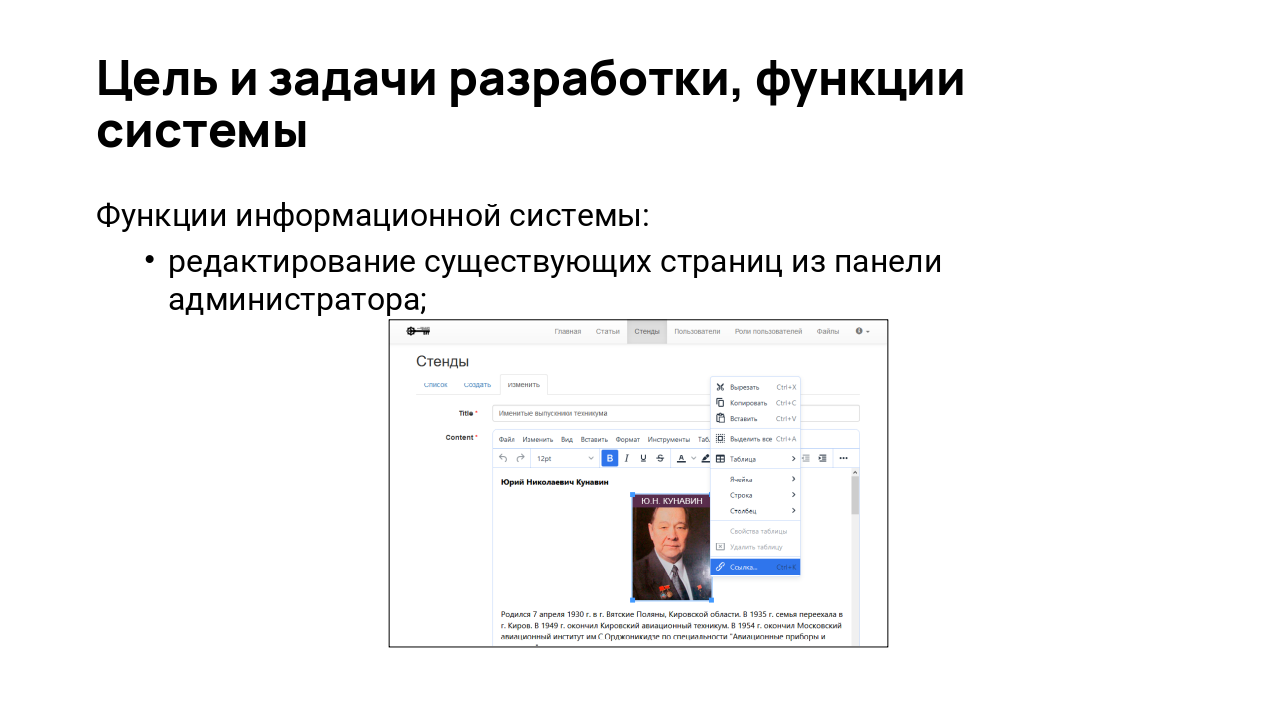 Цель и задачи разработки, функции
системы
Функции информационной системы:
• редактирование существующих страниц из панели
администратора;
Главная Статьи Стенды Пользователи Роли пользователей Файлы
Стенды
Список Создать Изменить
Title * Именитые выпускники техникума
Content * Файл Изменить Вид Вставить Формат Инструменты
12pt B I U S A
Вырезать Ctrl+X
Копировать Ctrl+C
Вставить Ctrl+V
Выделить все Ctrl+A
Таблица
Ячейка
Строка
Столбец
Свойства таблицы
Удалить таблицу
Ссылка... Ctrl+K
Юрий Николаевич Кунавин
Ю.Н. КУНАВИН
Родился 7 апреля 1930 г. в г. Вятские Поляны, Кировской области. В 1935 г. семья переехала в
г. Киров. В 1949 г. окончил Кировский авиационный техникум. В 1954 г. окончил Московский
авиационный институт им С Орджоникидзе по специальности "Авиационные приборы и